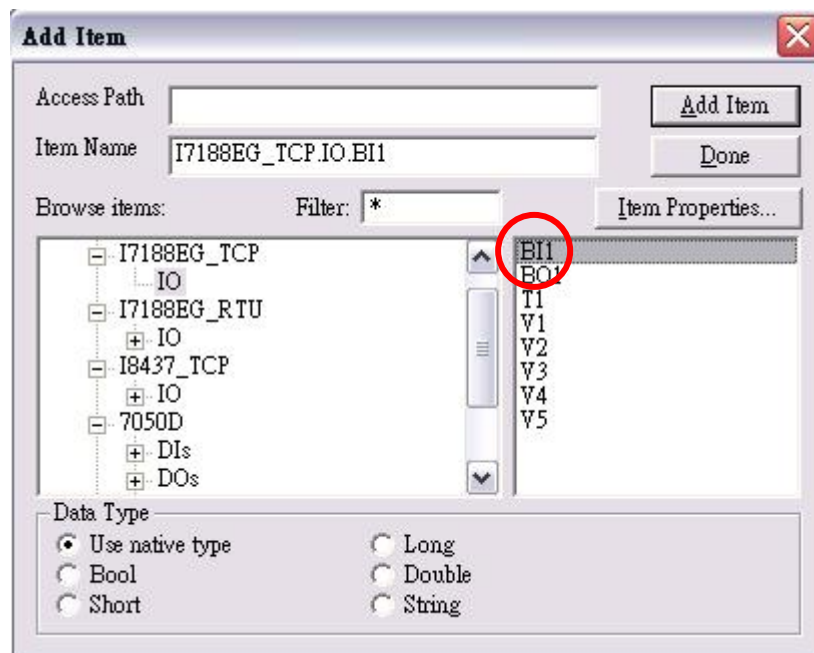 Add Item
Access Path
Add Item
Item Name I7188EG_TCP.IO.BI1
Done
Browse items: Filter: * Item Properties...
I7188EG_TCP
IO
I7188EG_RTU
IO
I8437_TCP
IO
7050D
DIs
DOs
BI1
BO1
T1
V1
V2
V3
V4
V5
Data Type
Use native type
Bool
Short
Long
Double
String